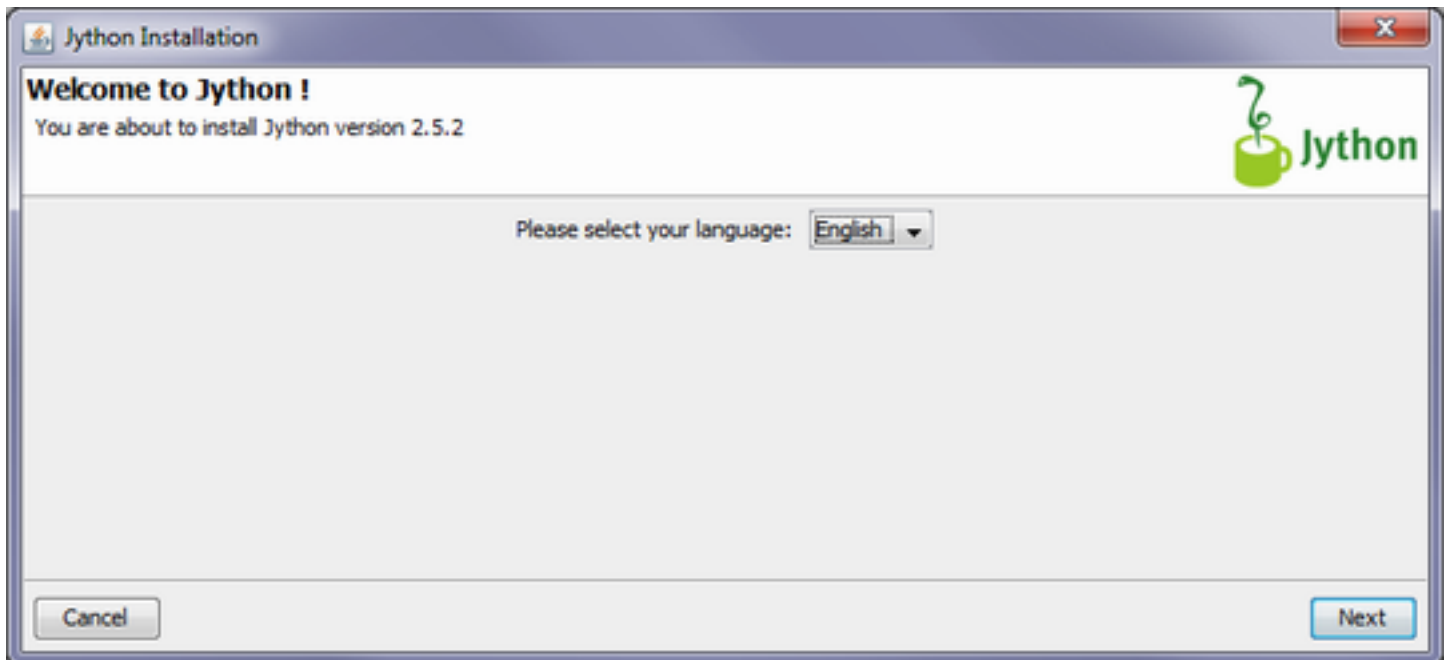 Jython Installation
Welcome to Jython !
You are about to install Jython version 2.5.2
Jython
Please select your language: English
Cancel
Next